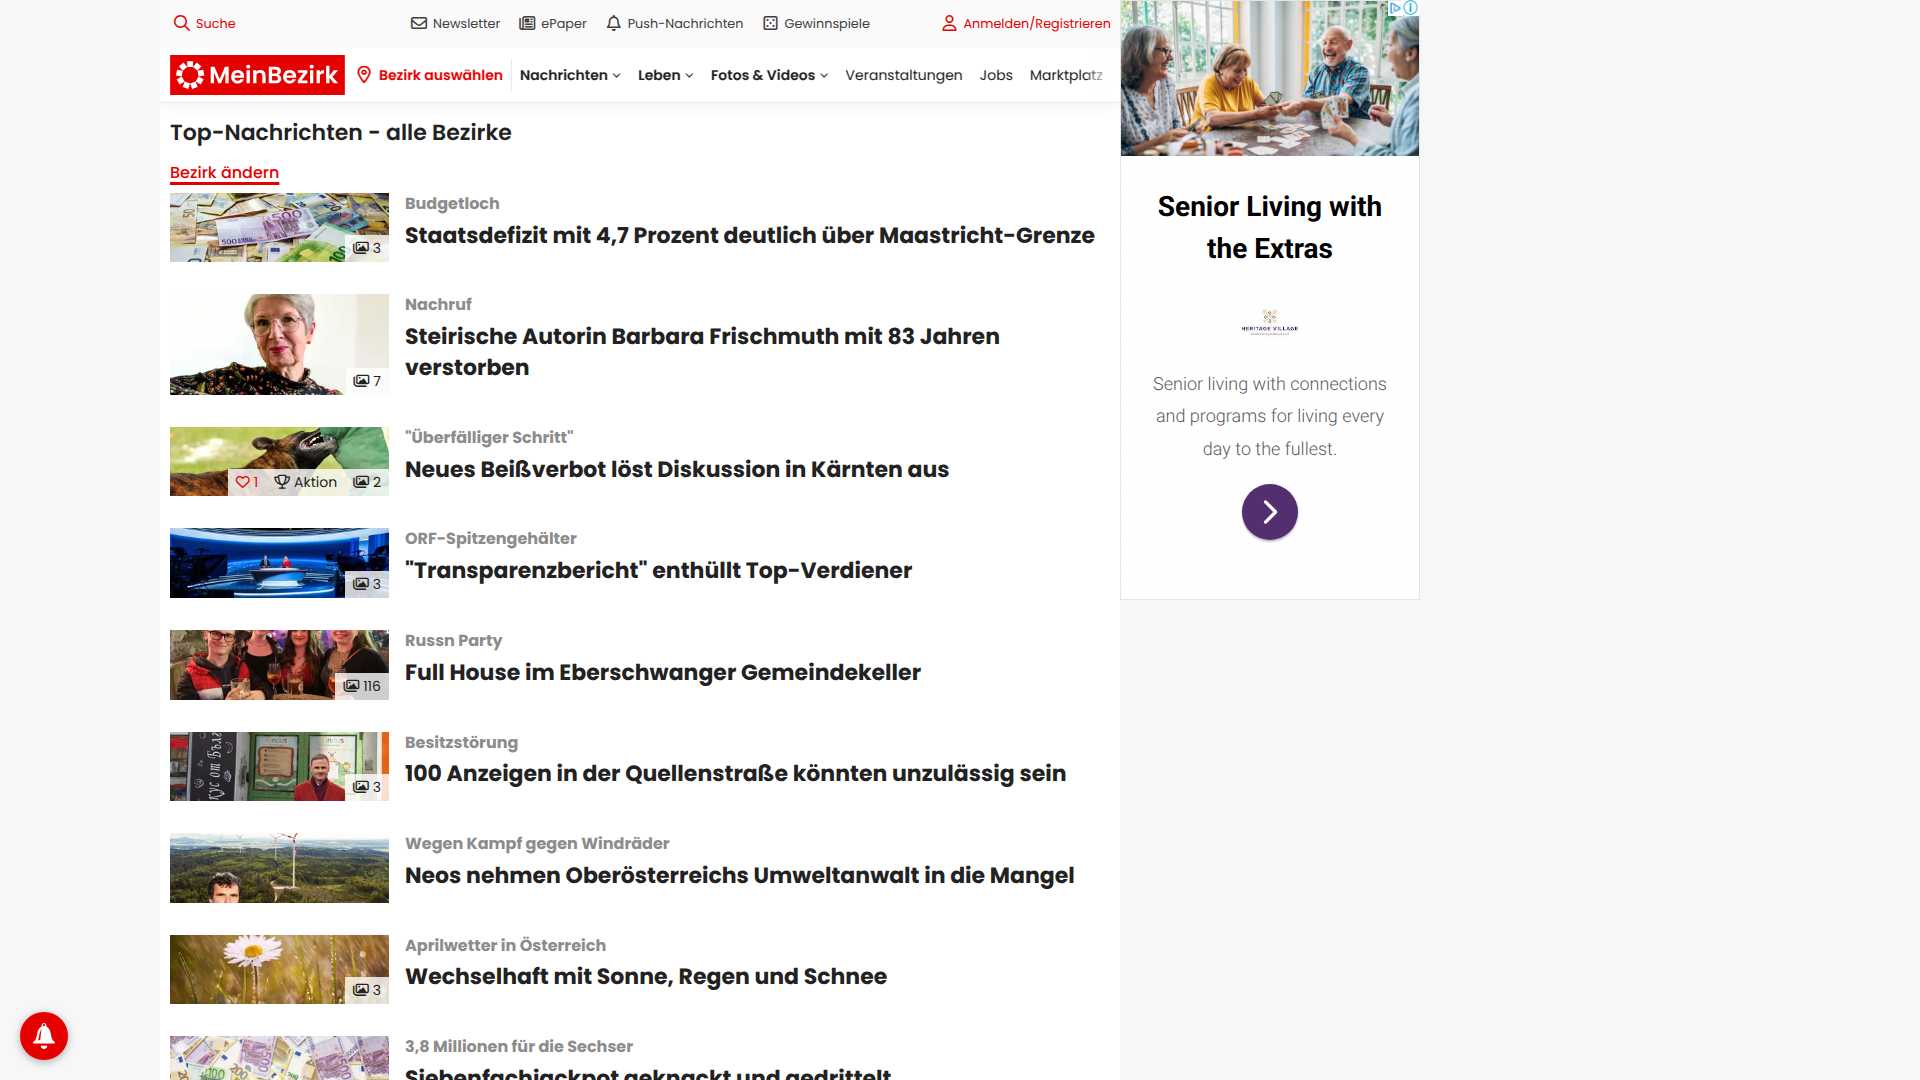 Suche
Newsletter
ePaper
Push-Nachrichten
Gewinnspiele
Anmelden/Registrieren
MeinBezirk
Bezirk auswählen
Nachrichten
Leben
Fotos & Videos
Veranstaltungen
Jobs
Marktplatz
Top-Nachrichten - alle Bezirke
Bezirk ändern
3
Budgetloch
Staatsdefizit mit 4,7 Prozent deutlich über Maastricht-Grenze
7
Nachruf
Steirische Autorin Barbara Frischmuth mit 83 Jahren
verstorben
1 Aktion 2
"Überfälliger Schritt"
Neues Beißverbot löst Diskussion in Kärnten aus
3
ORF-Spitzengehälter
"Transparenzbericht" enthüllt Top-Verdiener
116
Russn Party
Full House im Eberschwanger Gemeindekeller
3
Besitzstörung
100 Anzeigen in der Quellenstraße könnten unzulässig sein
Wegen Kampf gegen Windräder
Neos nehmen Oberösterreichs Umweltanwalt in die Mangel
3
Aprilwetter in Österreich
Wechselhaft mit Sonne, Regen und Schnee
3,8 Millionen für die Sechser
Siebenfachjackpot geknackt und gedrittelt
Senior Living with
the Extras
HERITAGE VILLAGE
Senior living with connections
and programs for living every
day to the fullest.